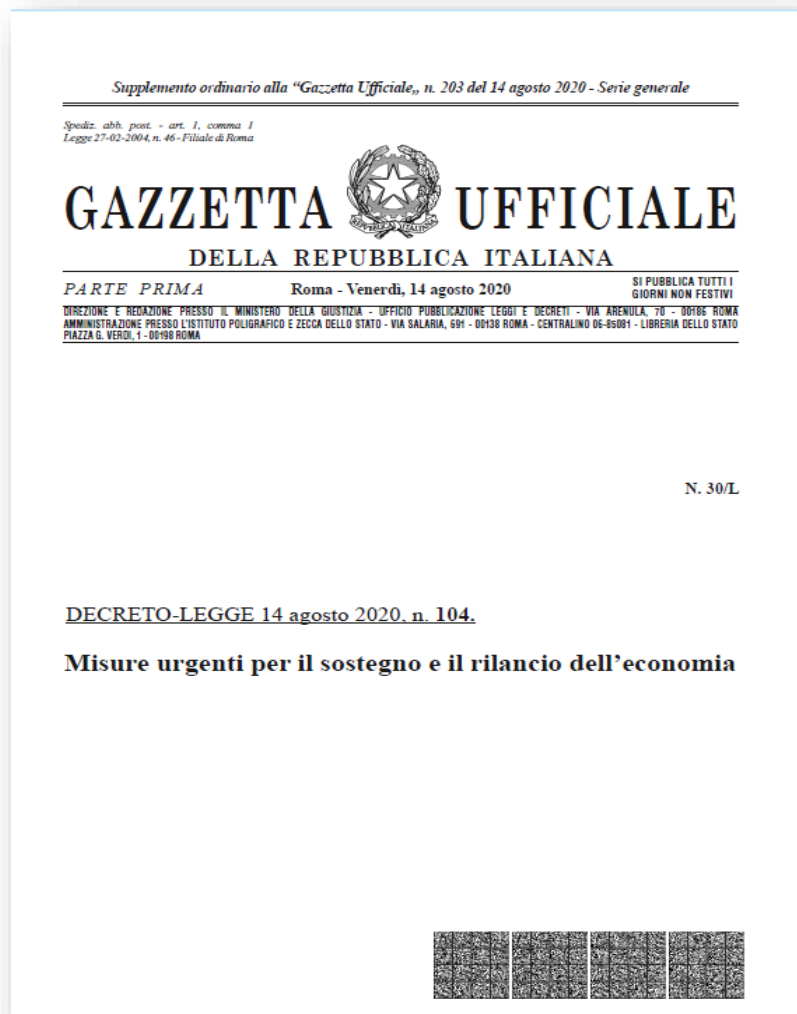 Supplemento ordinario alla “Gazzetta Ufficiale„ n. 203 del 14 agosto 2020 - Serie generale
Spediz. abb. post. - art. 1, comma 1
Legge 27-02-2004, n. 46 - Filiale di Roma
GAZZETTA UFFICIALE
DELLA REPUBBLICA ITALIANA
PARTE PRIMA Roma - Venerdì, 14 agosto 2020 SI PUBBLICA TUTTI I
GIORNI NON FESTIVI
DIREZIONE E REDAZIONE PRESSO IL MINISTERO DELLA GIUSTIZIA - UFFICIO PUBBLICAZIONE LEGGI E DECRETI - VIA ARENULA, 70 - 00186 ROMA
AMMINISTRAZIONE PRESSO L'ISTITUTO POLIGRAFICO E ZECCA DELLO STATO - VIA SALARIA, 691 - 00138 ROMA - CENTRALINO 06-85081 - LIBRERIA DELLO STATO
PIAZZA G. VERDI, 1 - 00198 ROMA
N. 30/L
DECRETO-LEGGE 14 agosto 2020, n. 104.
Misure urgenti per il sostegno e il rilancio dell’economia